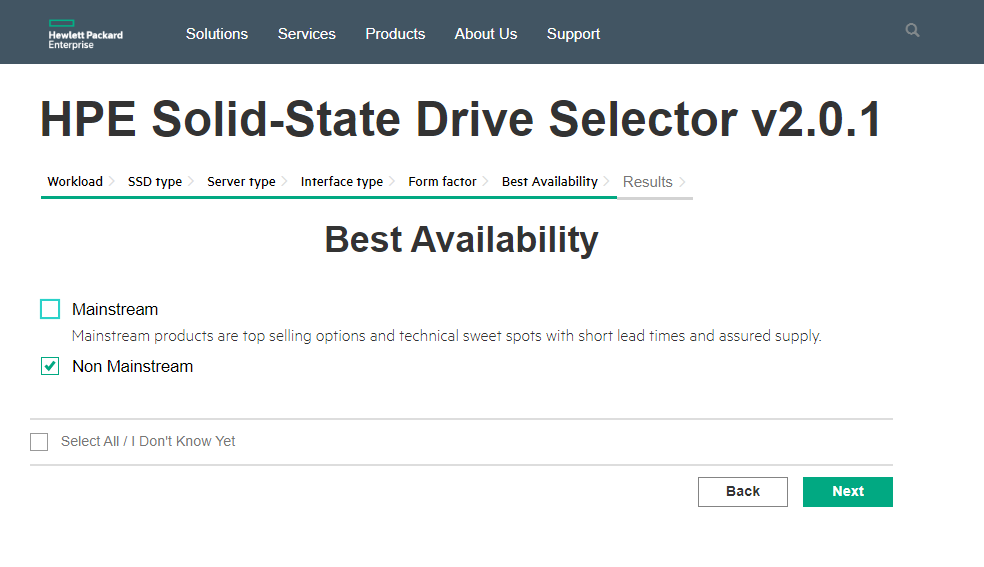 Hewlett Packard
Enterprise
Solutions Services Products About Us Support
HPE Solid-State Drive Selector v2.0.1
Workload SSD type Server type Interface type Form factor Best Availability Results
Best Availability
Mainstream
Mainstream products are top selling options and technical sweet spots with short lead times and assured supply.
Non Mainstream
Select All / I Don't Know Yet
Back Next